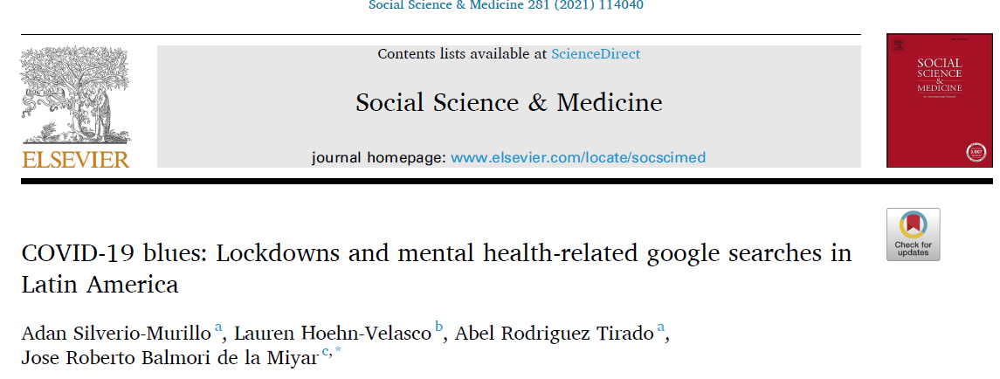 Social Science & Medicine 281 (2021) 114040
Contents lists available at ScienceDirect
Social Science & Medicine
journal homepage: www.elsevier.com/locate/socscimed
ELSEVIER
SOCIAL
SCIENCE
&
MEDICINE
Check for
updates
COVID-19 blues: Lockdowns and mental health-related google searches in
Latin America
Adan Silverio-Murillo a, Lauren Hoehn-Velasco b, Abel Rodriguez Tirado a,
Jose Roberto Balmori de la Miyar c,*